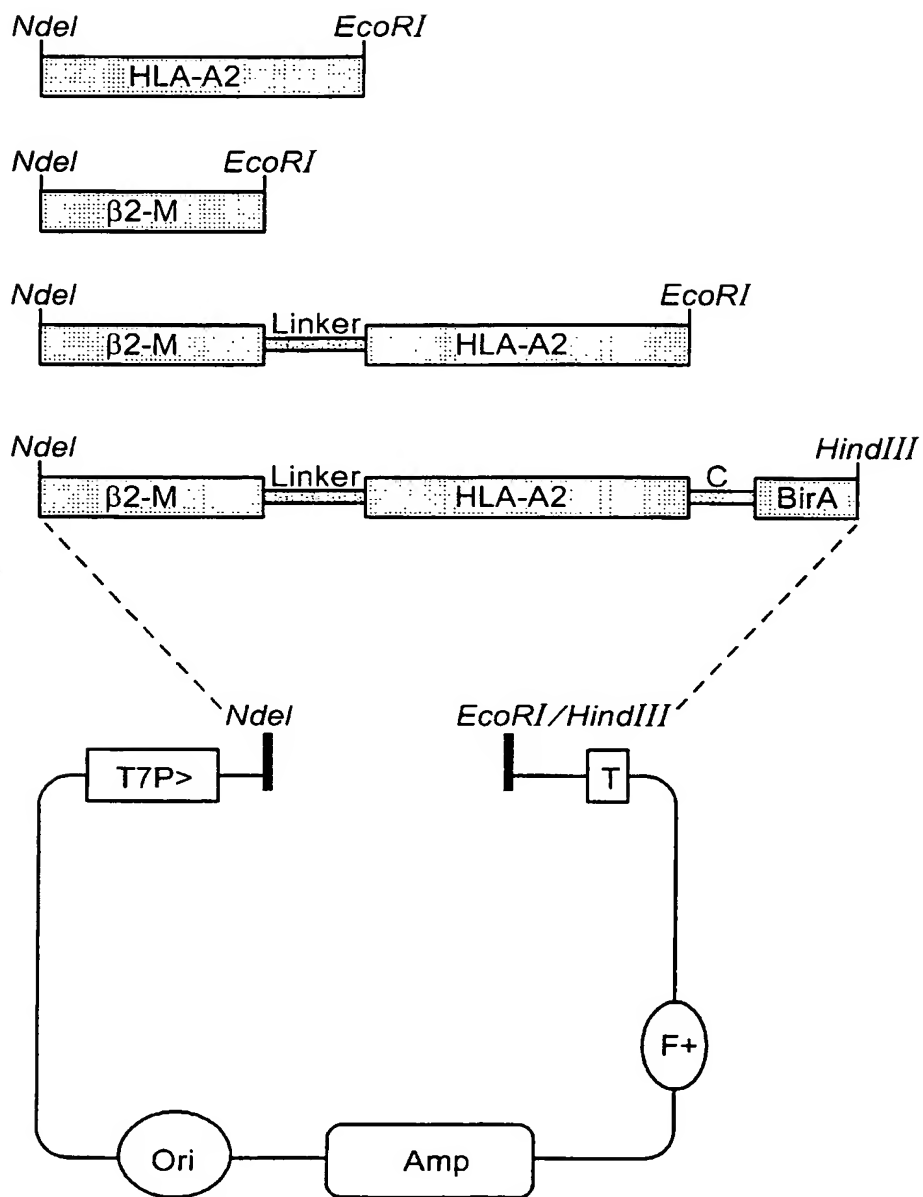 NdeI EcoRI
HLA-A2
NdeI EcoRI
β2-M
NdeI EcoRI
β2-M Linker HLA-A2
NdeI HindIII
β2-M Linker HLA-A2 C BirA
NdeI EcoRI/HindIII
T7P> T
F+
Ori Amp